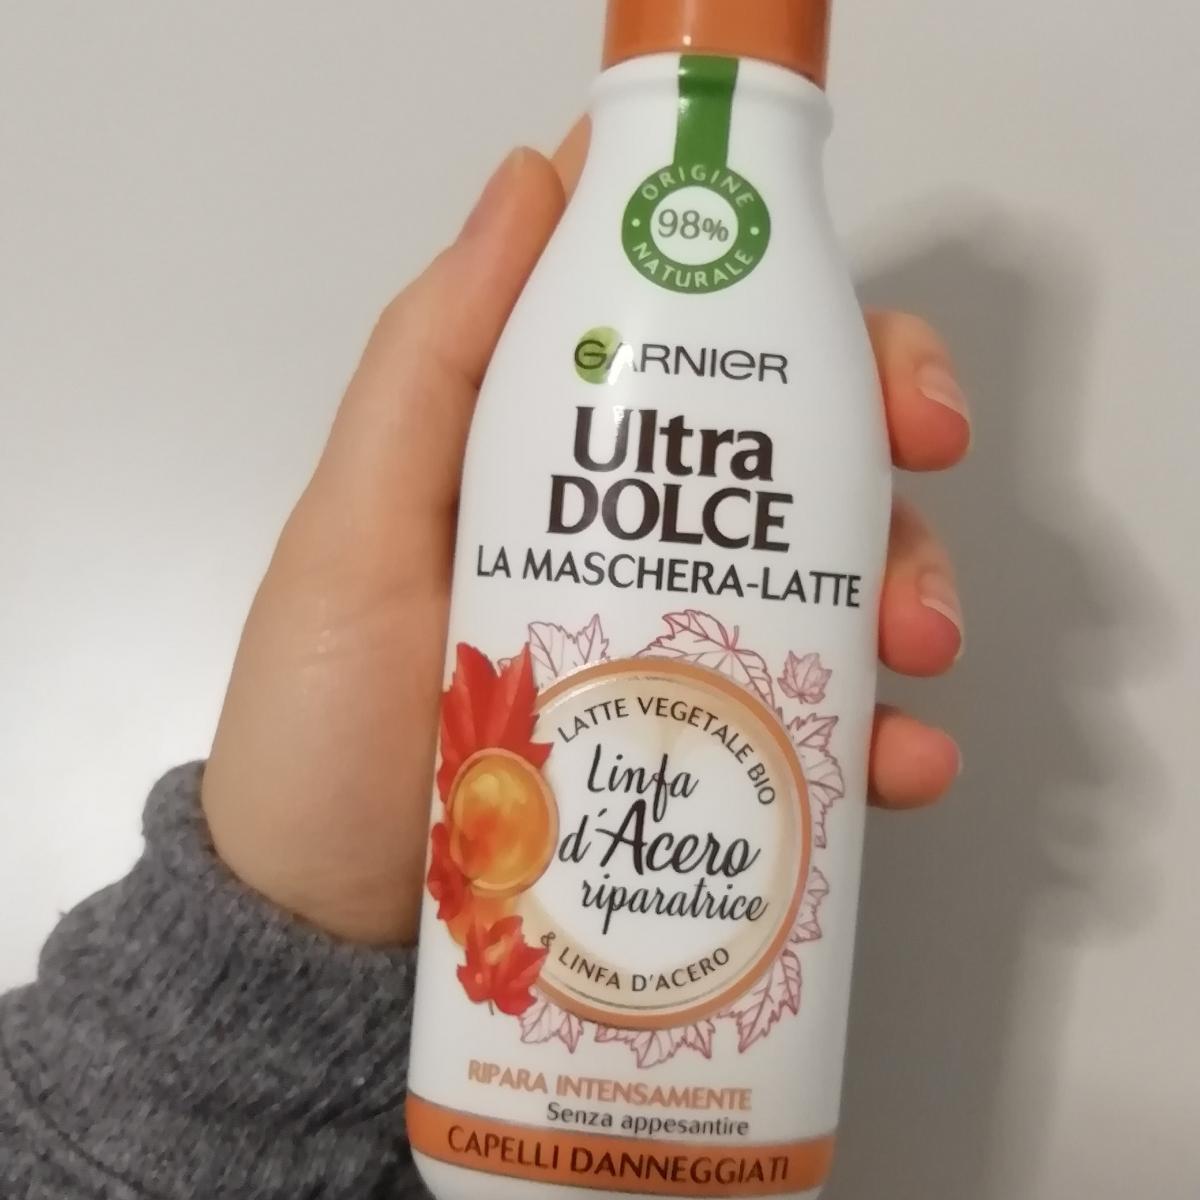 ORIGINE
98%
NATURALE
GARNIER
Ultra
DOLCE
LA MASCHERA-LATTE
LATTE VEGETALE BIO
Linfa
d'Acero
riparatrice
& LINFA D'ACERO
RIPARA INTENSAMENTE
Senza appesantire
CAPELLI DANNEGGIATI